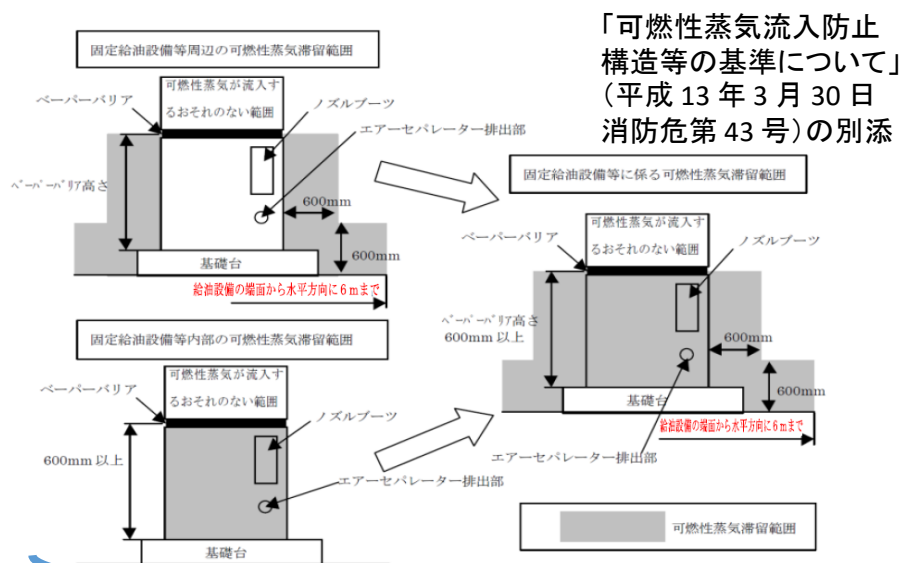 「可燃性蒸気流入防止
構造等の基準について」
（平成 13 年 3 月 30 日
消防危第 43 号）の別添
固定給油設備等周辺の可燃性蒸気滞留範囲
可燃性蒸気が流入す
るおそれのない範囲
ベーパーバリア
ノズルブーツ
エアーセパレーター排出部
ベーパーバリア高さ
600mm
600mm
基礎台
給油設備の端面から水平方向に６ｍまで
固定給油設備等内部の可燃性蒸気滞留範囲
可燃性蒸気が流入す
るおそれのない範囲
ベーパーバリア
ノズルブーツ
600mm 以上
エアーセパレーター排出部
基礎台
固定給油設備等に係る可燃性蒸気滞留範囲
可燃性蒸気が流入す
るおそれのない範囲
ベーパーバリア
ノズルブーツ
ベーパーバリア高さ
600mm 以上
600mm
600mm
基礎台
給油設備の端面から水平方向に６ｍまで
エアーセパレーター排出部
可燃性蒸気滞留範囲